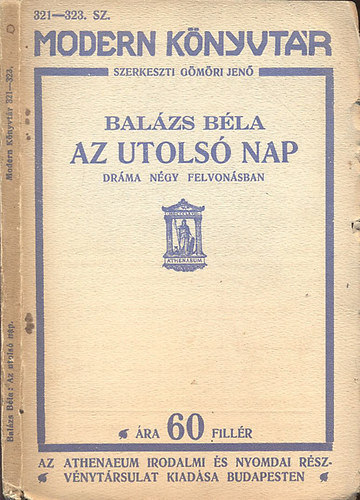 321—323. SZ.
MODERN KÖNYVTÁR
SZERKESZTI GÖMÖRI JENŐ
BALÁZS BÉLA
AZ UTOLSÓ NAP
DRÁMA NÉGY FELVONÁSBAN
ATHENAEUM
ÁRA 60 FILLÉR
AZ ATHENAEUM IRODALMI ÉS NYOMDAI RÉSZ-
VÉNYTÁRSULAT KIADÁSA BUDAPESTEN
Balázs Béla: Az utolsó nap.
Modern Könyvtár 321—323.